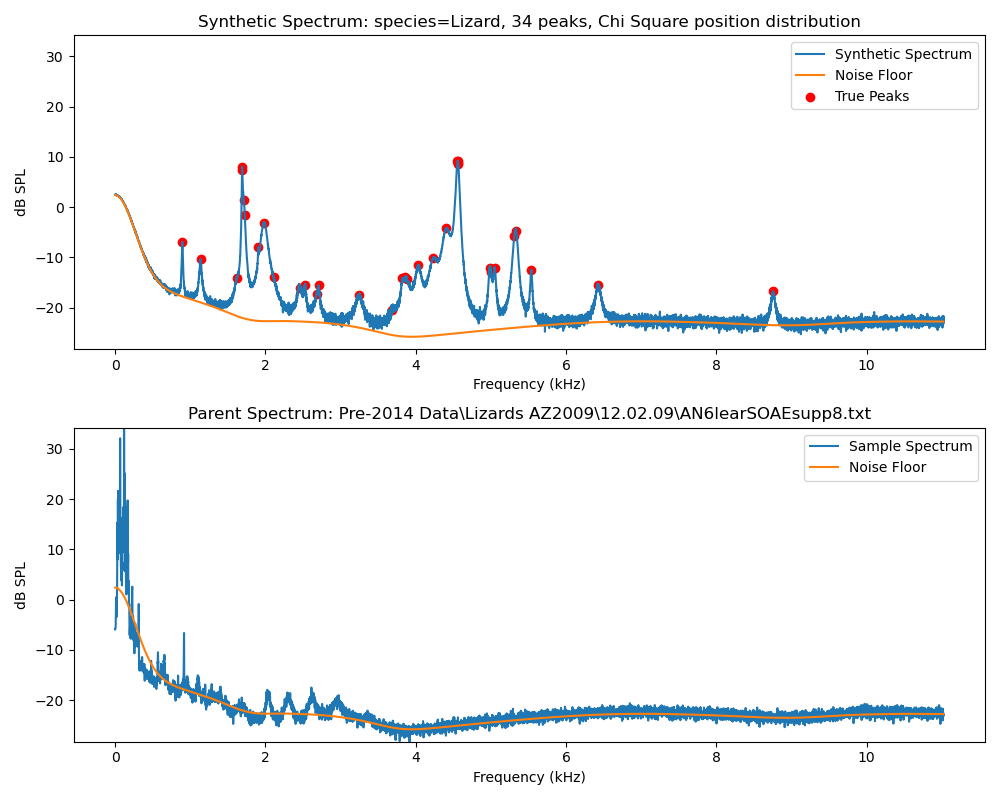 Synthetic Spectrum: species=Lizard, 34 peaks, Chi Square position distribution
30
20
10
0
−10
−20
dB SPL
Synthetic Spectrum
Noise Floor
True Peaks
0 2 4 6 8 10
Frequency (kHz)
Parent Spectrum: Pre-2014 Data\Lizards AZ2009\12.02.09\AN6learSOAEsupp8.txt
30
20
10
0
−10
−20
dB SPL
Sample Spectrum
Noise Floor
0 2 4 6 8 10
Frequency (kHz)